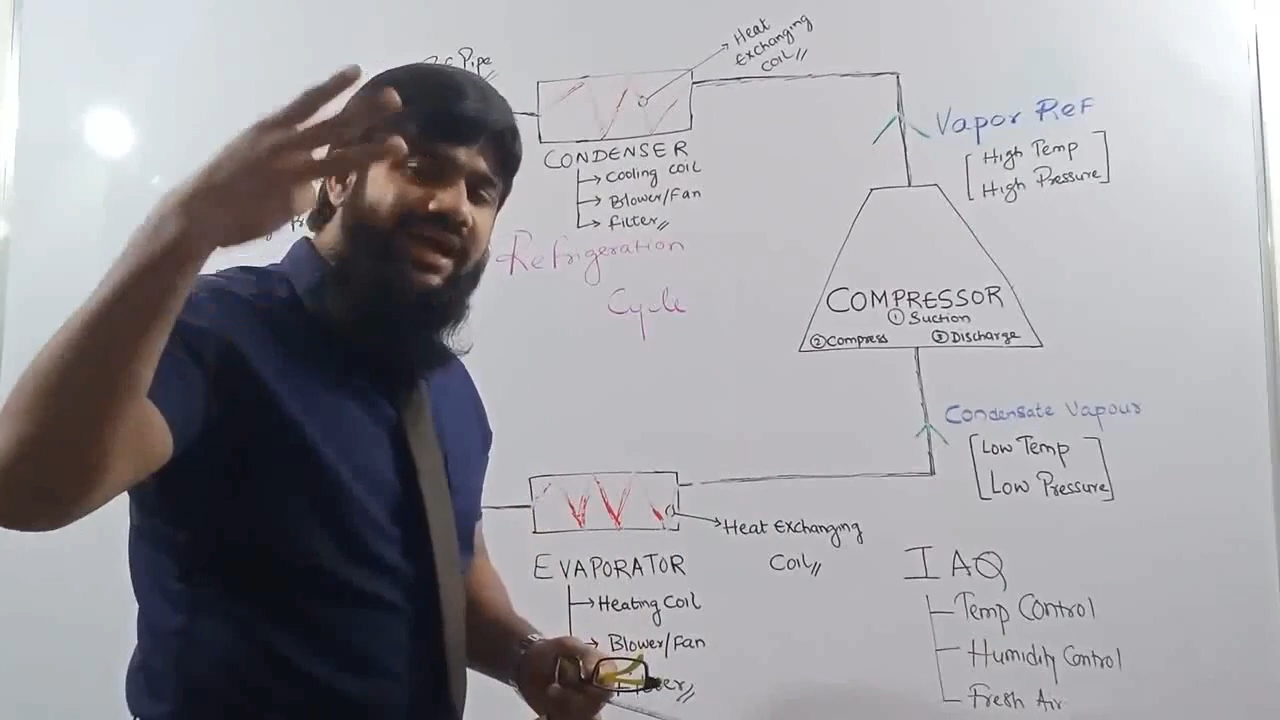 Pipe
Heat
Exchanging
Coil
CONDENSER
Cooling Coil
Blower/Fan
Filter
Refrigeration
Cycle
Vapor Ref
High Temp
High Pressure
COMPRESSOR
① Suction
② Compress ③ Discharge
Condensate Vapour
Low Temp
Low Pressure
Heat Exchanging
Coil
EVAPORATOR
Heating Coil
Blower/Fan
IAQ
Temp Control
Humidity Control
Fresh Air